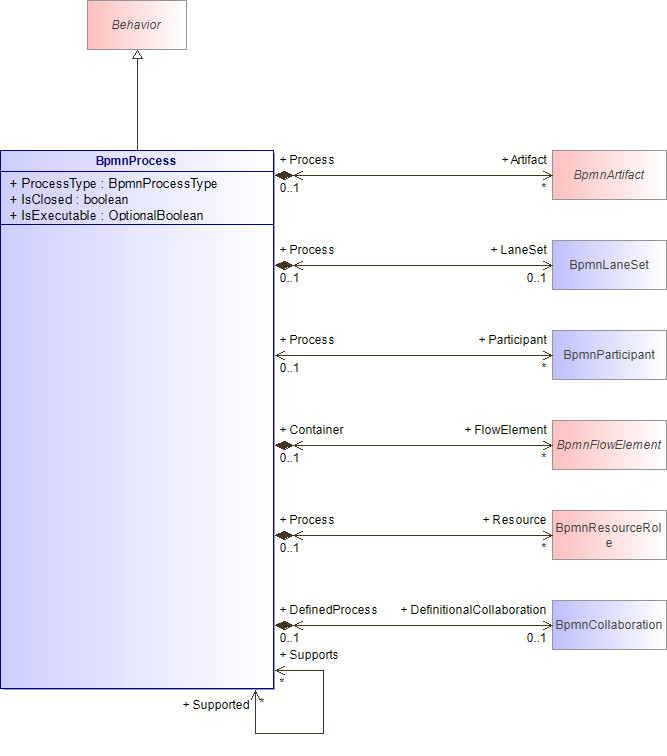 Behavior
BpmnProcess
+ ProcessType : BpmnProcessType
+ IsClosed : boolean
+ IsExecutable : OptionalBoolean
+ Process
+ Artifact
0..1
*
BpmnArtifact
+ Process
+ LaneSet
0..1
0..1
BpmnLaneSet
+ Process
+ Participant
0..1
*
BpmnParticipant
+ Container
+ FlowElement
0..1
*
BpmnFlowElement
+ Process
+ Resource
0..1
*
BpmnResourceRol
e
+ DefinedProcess
+ DefinitionalCollaboration
0..1
0..1
BpmnCollaboration
+ Supports
*
+ Supported
*